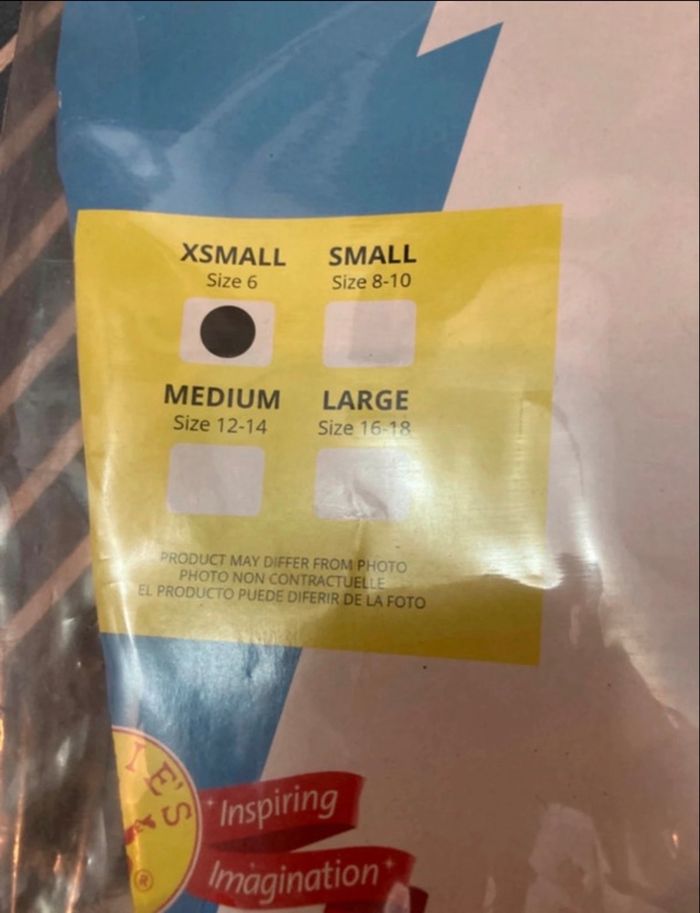 XSMALL SMALL
Size 6 Size 8-10
MEDIUM LARGE
Size 12-14 Size 16-18
PRODUCT MAY DIFFER FROM PHOTO
PHOTO NON CONTRACTUELLE
EL PRODUCTO PUEDE DIFERIR DE LA FOTO
IE'S
®
Inspiring
Imagination